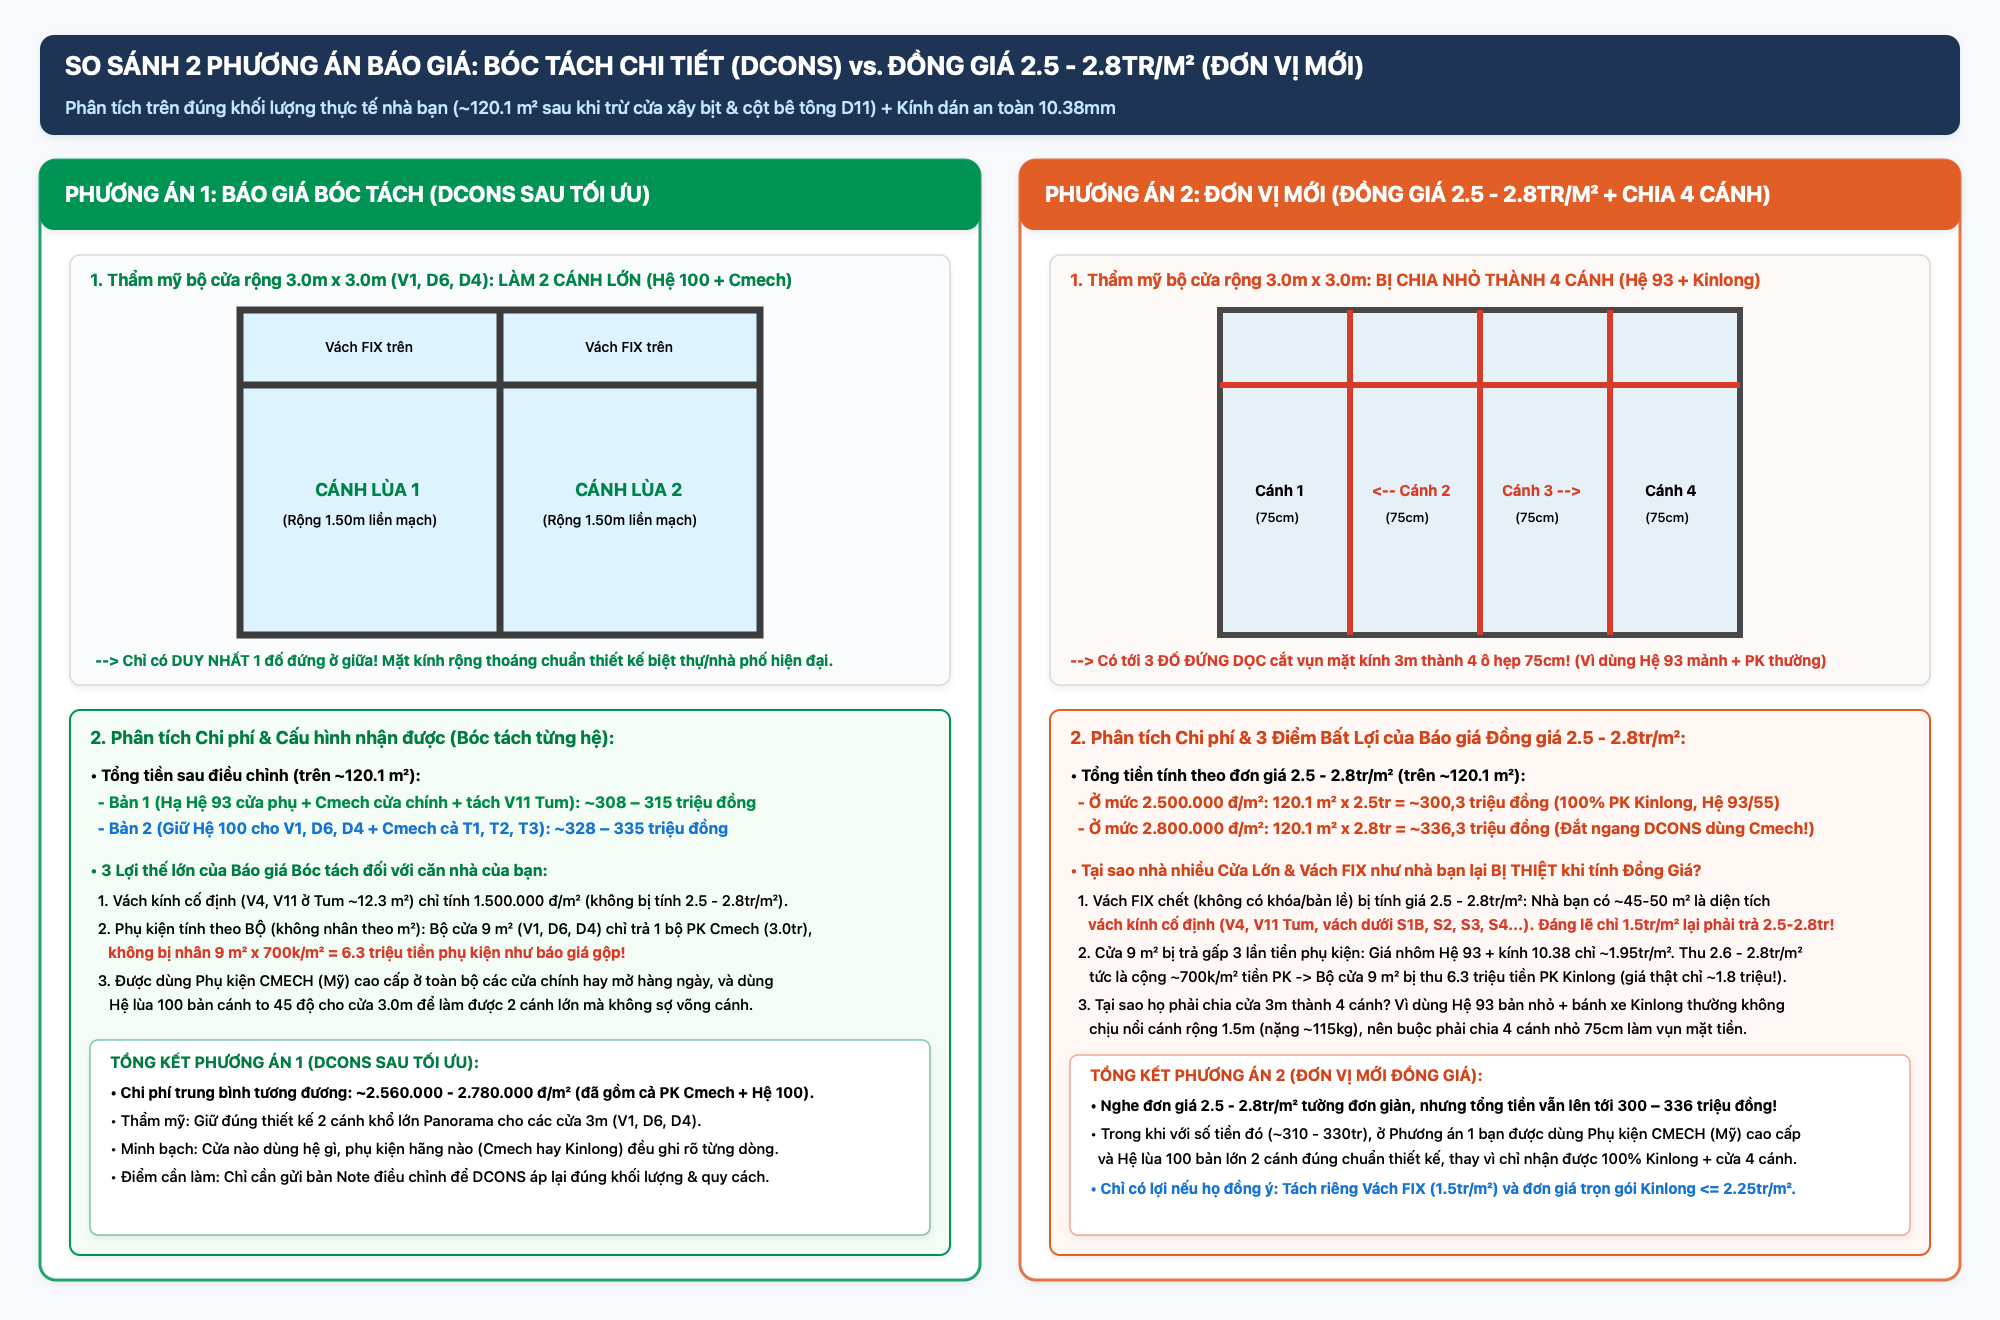 SO SÁNH 2 PHƯƠNG ÁN BÁO GIÁ: BÓC TÁCH CHI TIẾT (DCONS) vs. ĐỒNG GIÁ 2.5 - 2.8TR/M² (ĐƠN VỊ MỚI)
Phân tích trên đúng khối lượng thực tế nhà bạn (~120.1 m² sau khi trừ cửa xây bịt & cột bê tông D11) + Kính dán an toàn 10.38mm
PHƯƠNG ÁN 1: BÁO GIÁ BÓC TÁCH (DCONS SAU TỐI ƯU)
1. Thẩm mỹ bộ cửa rộng 3.0m x 3.0m (V1, D6, D4): LÀM 2 CÁNH LỚN (Hệ 100 + Cmech)
Vách FIX trên
Vách FIX trên
CÁNH LÙA 1
(Rộng 1.50m liền mạch)
CÁNH LÙA 2
(Rộng 1.50m liền mạch)
--> Chỉ có DUY NHẤT 1 đố đứng ở giữa! Mặt kính rộng thoáng chuẩn thiết kế biệt thự/nhà phố hiện đại.
2. Phân tích Chi phí & Cấu hình nhận được (Bóc tách từng hệ):
• Tổng tiền sau điều chỉnh (trên ~120.1 m²):
- Bản 1 (Hạ Hệ 93 cửa phụ + Cmech cửa chính + tách V11 Tum): ~308 – 315 triệu đồng
- Bản 2 (Giữ Hệ 100 cho V1, D6, D4 + Cmech cả T1, T2, T3): ~328 – 335 triệu đồng
• 3 Lợi thế lớn của Báo giá Bóc tách đối với căn nhà của bạn:
1. Vách kính cố định (V4, V11 ở Tum ~12.3 m²) chỉ tính 1.500.000 đ/m² (không bị tính 2.5 - 2.8tr/m²).
2. Phụ kiện tính theo BỘ (không nhân theo m²): Bộ cửa 9 m² (V1, D6, D4) chỉ trả 1 bộ PK Cmech (3.0tr),
không bị nhân 9 m² x 700k/m² = 6.3 triệu tiền phụ kiện như báo giá gộp!
3. Được dùng Phụ kiện CMECH (Mỹ) cao cấp ở toàn bộ các cửa chính hay mở hàng ngày, và dùng
Hệ lùa 100 bản cánh to 45 độ cho cửa 3.0m để làm được 2 cánh lớn mà không sợ võng cánh.
TỔNG KẾT PHƯƠNG ÁN 1 (DCONS SAU TỐI ƯU):
• Chi phí trung bình tương đương: ~2.560.000 - 2.780.000 đ/m² (đã gồm cả PK Cmech + Hệ 100).
• Thẩm mỹ: Giữ đúng thiết kế 2 cánh khổ lớn Panorama cho các cửa 3m (V1, D6, D4).
• Minh bạch: Cửa nào dùng hệ gì, phụ kiện hãng nào (Cmech hay Kinlong) đều ghi rõ từng dòng.
• Điểm cần làm: Chỉ cần gửi bản Note điều chỉnh để DCONS áp lại đúng khối lượng & quy cách.
PHƯƠNG ÁN 2: ĐƠN VỊ MỚI (ĐỒNG GIÁ 2.5 - 2.8TR/M² + CHIA 4 CÁNH)
1. Thẩm mỹ bộ cửa rộng 3.0m x 3.0m: BỊ CHIA NHỎ THÀNH 4 CÁNH (Hệ 93 + Kinlong)
Cánh 1
(75cm)
<-- Cánh 2
(75cm)
Cánh 3 -->
(75cm)
Cánh 4
(75cm)
--> Có tới 3 ĐỐ ĐỨNG DỌC cắt vụn mặt kính 3m thành 4 ô hẹp 75cm! (Vì dùng Hệ 93 mảnh + PK thường)
2. Phân tích Chi phí & 3 Điểm Bất Lợi của Báo giá Đồng giá 2.5 - 2.8tr/m²:
• Tổng tiền tính theo đơn giá 2.5 - 2.8tr/m² (trên ~120.1 m²):
- Ở mức 2.500.000 đ/m²: 120.1 m² x 2.5tr = ~300,3 triệu đồng (100% PK Kinlong, Hệ 93/55)
- Ở mức 2.800.000 đ/m²: 120.1 m² x 2.8tr = ~336,3 triệu đồng (Đắt ngang DCONS dùng Cmech!)
• Tại sao nhà nhiều Cửa Lớn & Vách FIX như nhà bạn lại BỊ THIỆT khi tính Đồng Giá?
1. Vách FIX chết (không có khóa/bản lề) bị tính giá 2.5 - 2.8tr/m²: Nhà bạn có ~45-50 m² là diện tích
vách kính cố định (V4, V11 Tum, vách dưới S1B, S2, S3, S4...). Đáng lẽ chỉ 1.5tr/m² lại phải trả 2.5-2.8tr!
2. Cửa 9 m² bị trả gấp 3 lần tiền phụ kiện: Giá nhôm Hệ 93 + kính 10.38 chỉ ~1.95tr/m². Thu 2.6 - 2.8tr/m²
tức là cộng ~700k/m² tiền PK -> Bộ cửa 9 m² bị thu 6.3 triệu tiền PK Kinlong (giá thật chỉ ~1.8 triệu!).
3. Tại sao họ phải chia cửa 3m thành 4 cánh? Vì dùng Hệ 93 bản nhỏ + bánh xe Kinlong thường không
chịu nổi cánh rộng 1.5m (nặng ~115kg), nên buộc phải chia 4 cánh nhỏ 75cm làm vụn mặt tiền.
TỔNG KẾT PHƯƠNG ÁN 2 (ĐƠN VỊ MỚI ĐỒNG GIÁ):
• Nghe đơn giá 2.5 - 2.8tr/m² tưởng đơn giản, nhưng tổng tiền vẫn lên tới 300 – 336 triệu đồng!
• Trong khi với số tiền đó (~310 - 330tr), ở Phương án 1 bạn được dùng Phụ kiện CMECH (Mỹ) cao cấp
và Hệ lùa 100 bản lớn 2 cánh đúng chuẩn thiết kế, thay vì chỉ nhận được 100% Kinlong + cửa 4 cánh.
• Chỉ có lợi nếu họ đồng ý: Tách riêng Vách FIX (1.5tr/m²) và đơn giá trọn gói Kinlong <= 2.25tr/m².